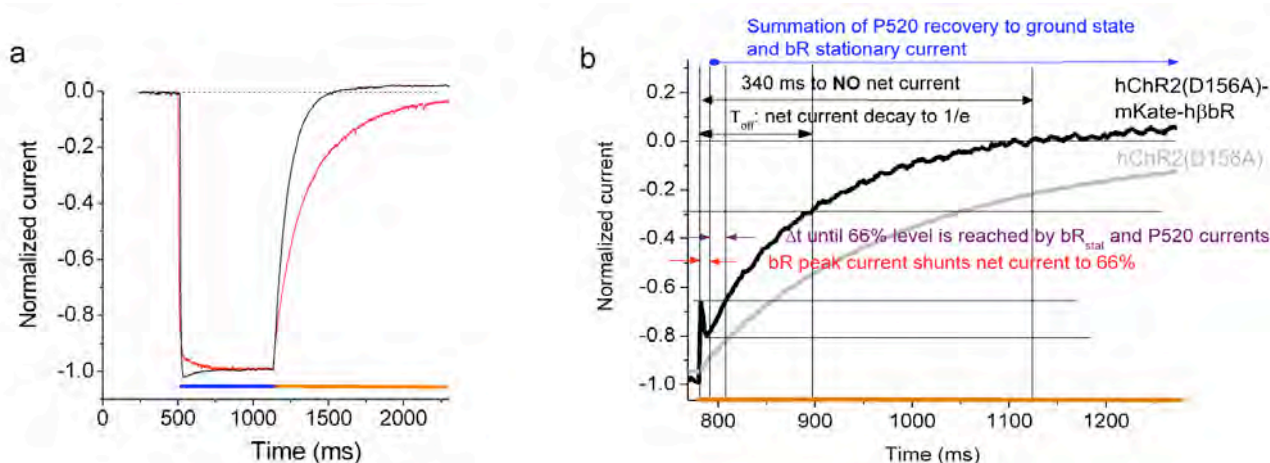 a
Normalized current
0.0
-0.2
-0.4
-0.6
-0.8
-1.0
0
500
1000
1500
2000
Time (ms)
b
Summation of P520 recovery to ground state
and bR stationary current
340 ms to NO net current
Toff: net current decay to 1/e
hChR2(D156A)-
mKate-hβbR
hChR2(D156A)
Δt until 66% level is reached by bRstat and P520 currents
bR peak current shunts net current to 66%
Normalized current
0.2
0.0
-0.2
-0.4
-0.6
-0.8
-1.0
800
900
1000
1100
1200
Time (ms)